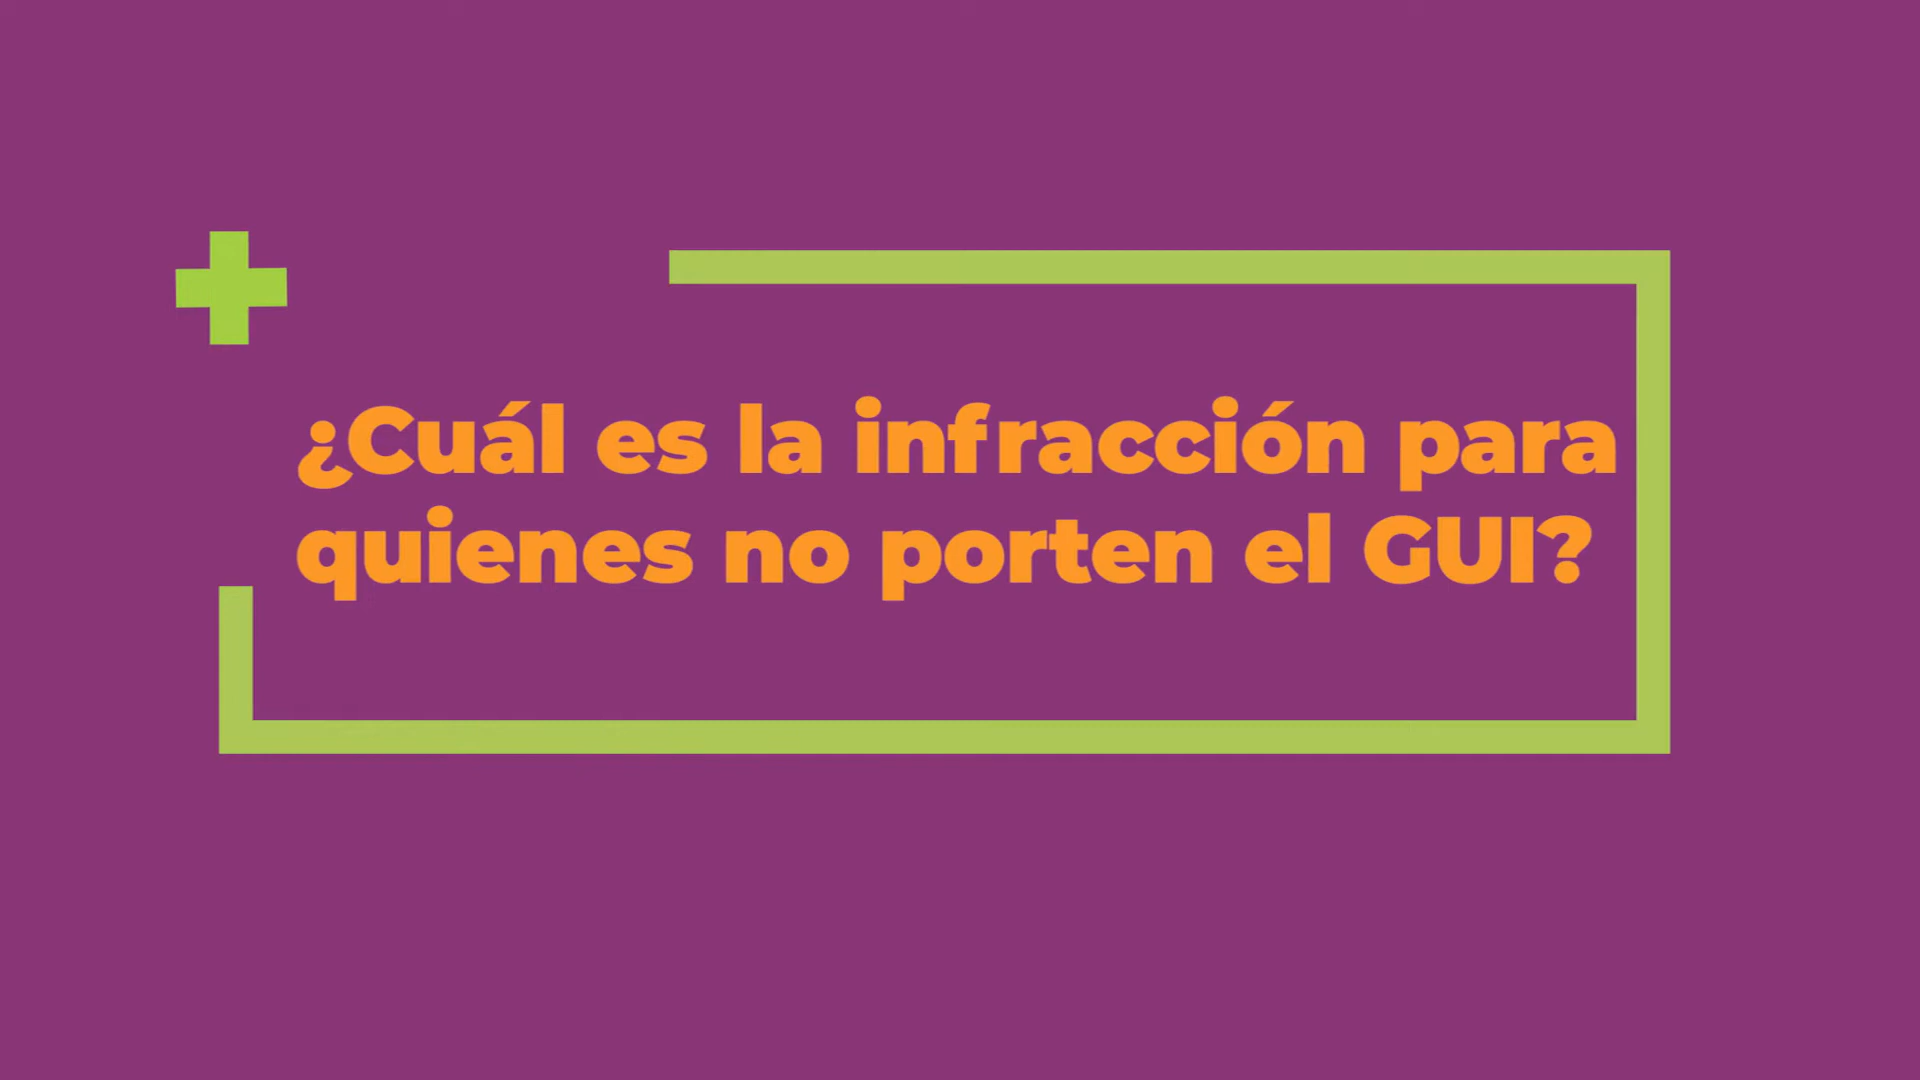 ¿Cuál es la infracción para
quienes no porten el GUI?